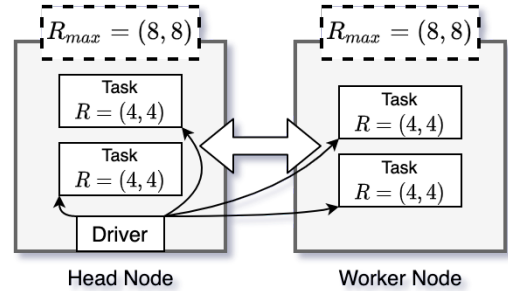 R_max = (8, 8)
Task
R = (4, 4)
Task
R = (4, 4)
Driver
Head Node
R_max = (8, 8)
Task
R = (4, 4)
Task
R = (4, 4)
Worker Node